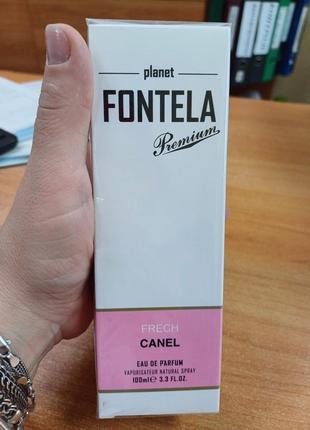 planet
FONTELA
Premium
FRECH
CANEL
EAU DE PARFUM
VAPORISATEUR NATURAL SPRAY
100ml℮ 3.3 FL.OZ.